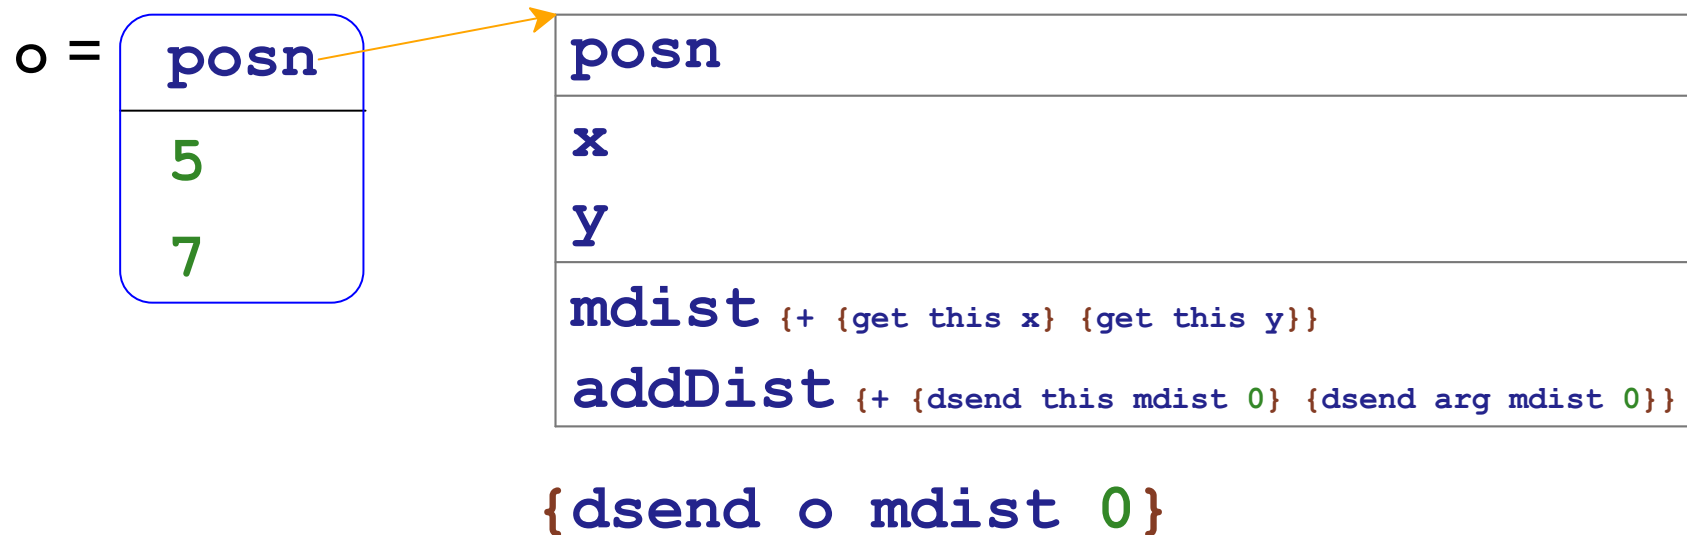 o = posn
5
7
posn
x
y
mdist {+ {get this x} {get this y}}
addDist {+ {dsend this mdist 0} {dsend arg mdist 0}}
{dsend o mdist 0}